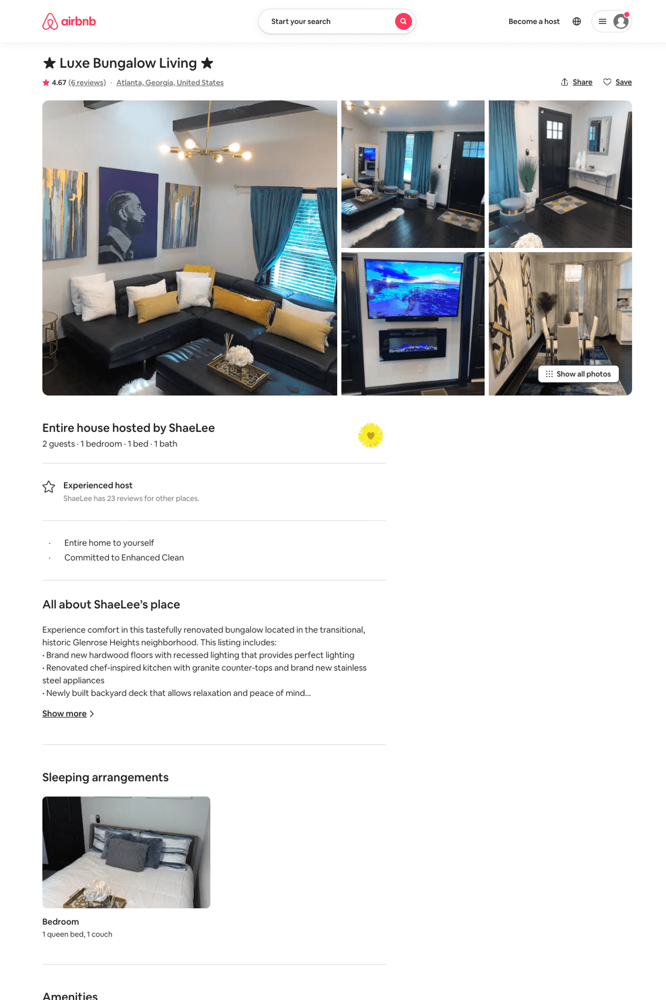 airbnb
Start your search
Become a host
★ Luxe Bungalow Living ★
4.67 (6 reviews) · Atlanta, Georgia, United States
Share
Save
Show all photos
Entire house hosted by ShaeLee
2 guests · 1 bedroom · 1 bed · 1 bath
Experienced host
ShaeLee has 23 reviews for other places.
· Entire home to yourself
· Committed to Enhanced Clean
All about ShaeLee’s place
Experience comfort in this tastefully renovated bungalow located in the transitional,
historic Glenrose Heights neighborhood. This listing includes:
· Brand new hardwood floors with recessed lighting that provides perfect lighting
· Renovated chef-inspired kitchen with granite counter-tops and brand new stainless
steel appliances
· Newly built backyard deck that allows relaxation and peace of mind...
Show more
Sleeping arrangements
Bedroom
1 queen bed, 1 couch
Amenities